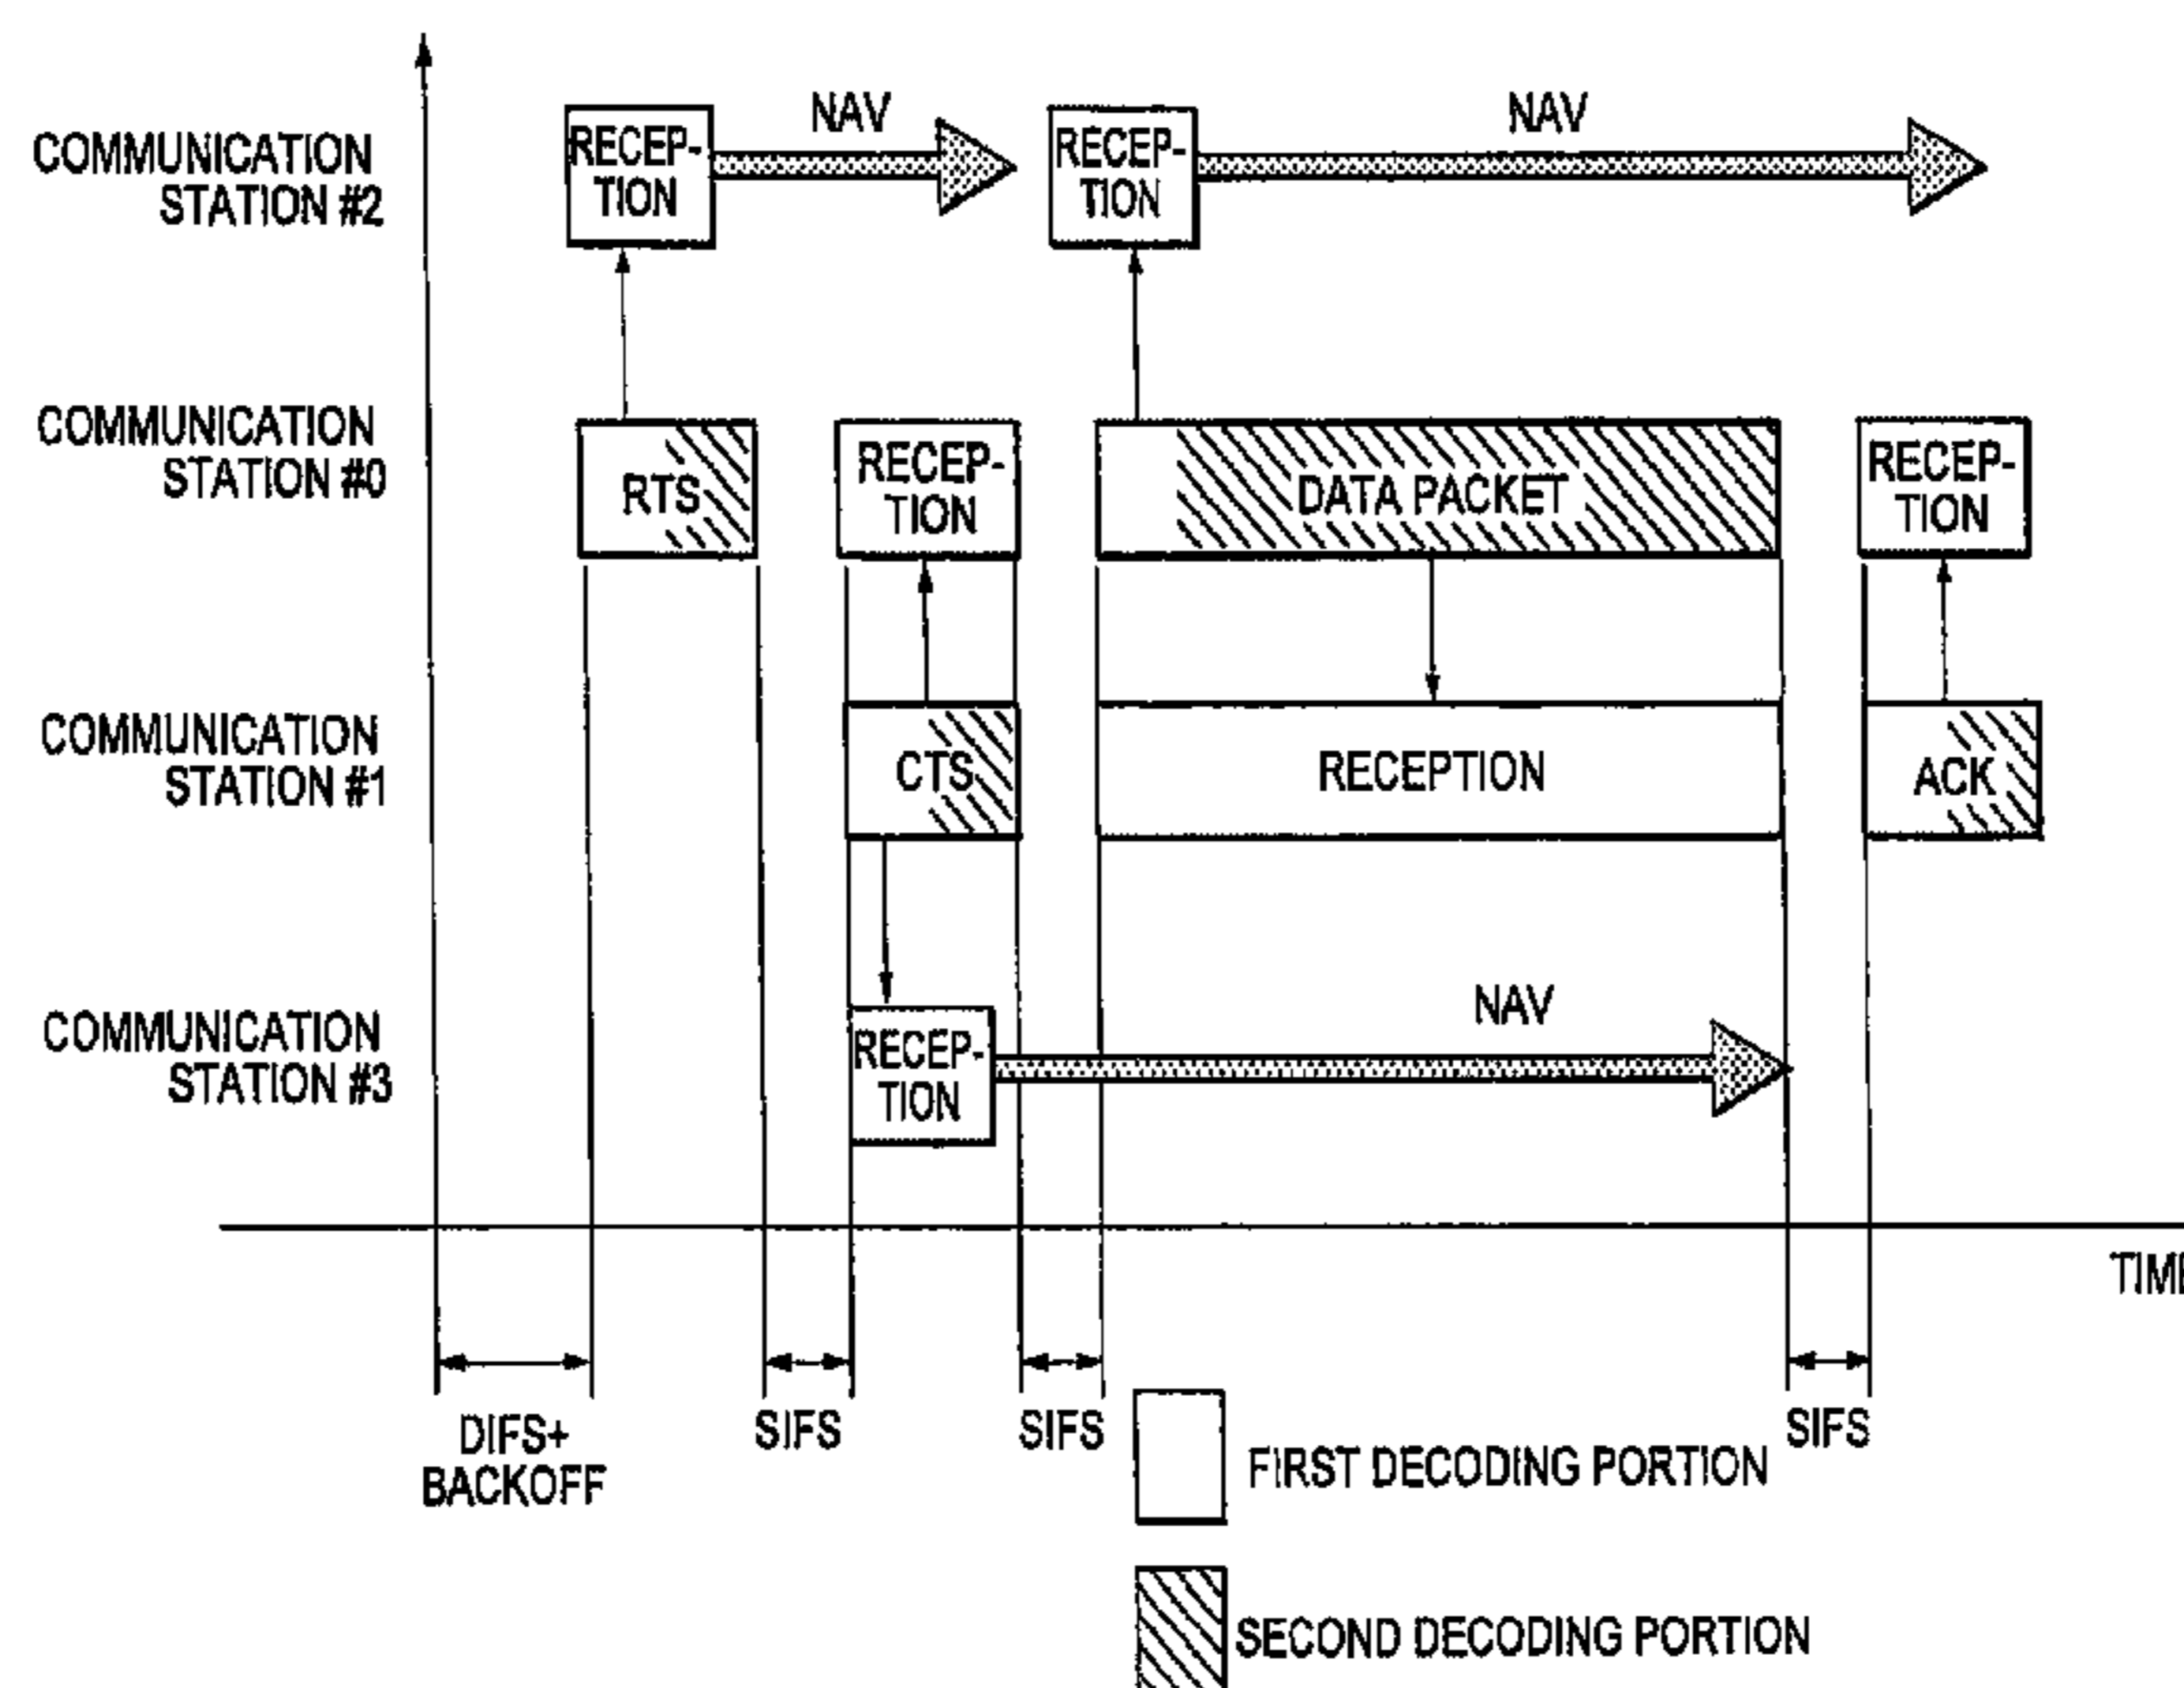 NAV
NAV
COMMUNICATION
STATION #2
RECEP-
TION
RECEP-
TION
COMMUNICATION
STATION #0
RTS
RECEP-
TION
DATA PACKET
RECEP-
TION
COMMUNICATION
STATION #1
CTS
RECEPTION
ACK
NAV
COMMUNICATION
STATION #3
RECEP-
TION
TIME
DIFS+
BACKOFF
SIFS
SIFS
SIFS
FIRST DECODING PORTION
SECOND DECODING PORTION